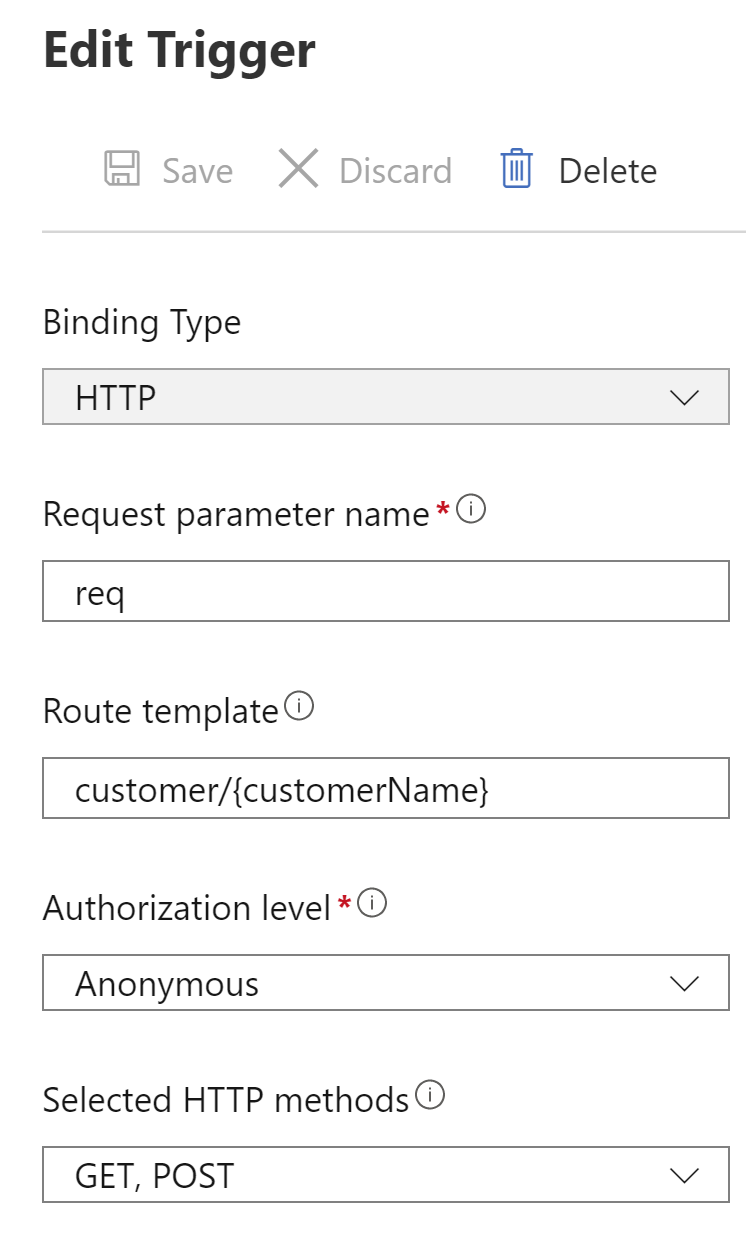 Edit Trigger
Save Discard Delete
Binding Type
HTTP
Request parameter name *
req
Route template
customer/{customerName}
Authorization level *
Anonymous
Selected HTTP methods
GET, POST